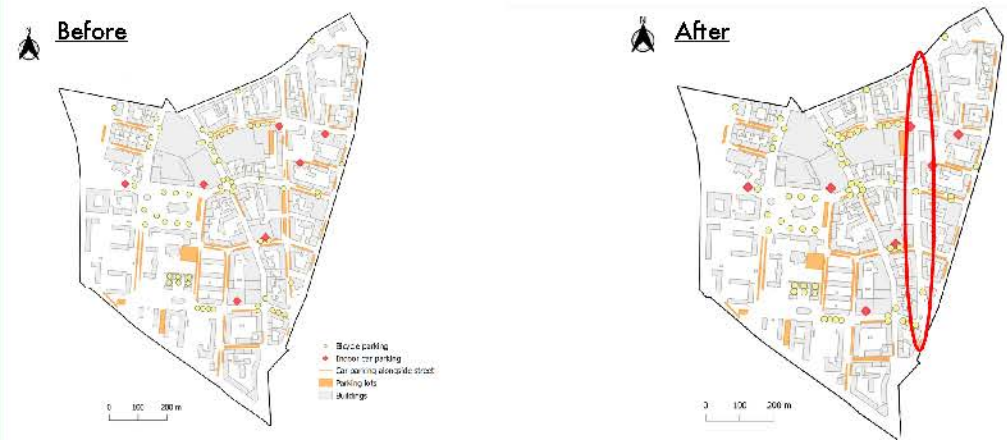 Before
N
Bicycle parking
Indoor car parking
Car parking alongside street
Parking lots
Buildings
0 100 200 m
After
N
0 100 200 m